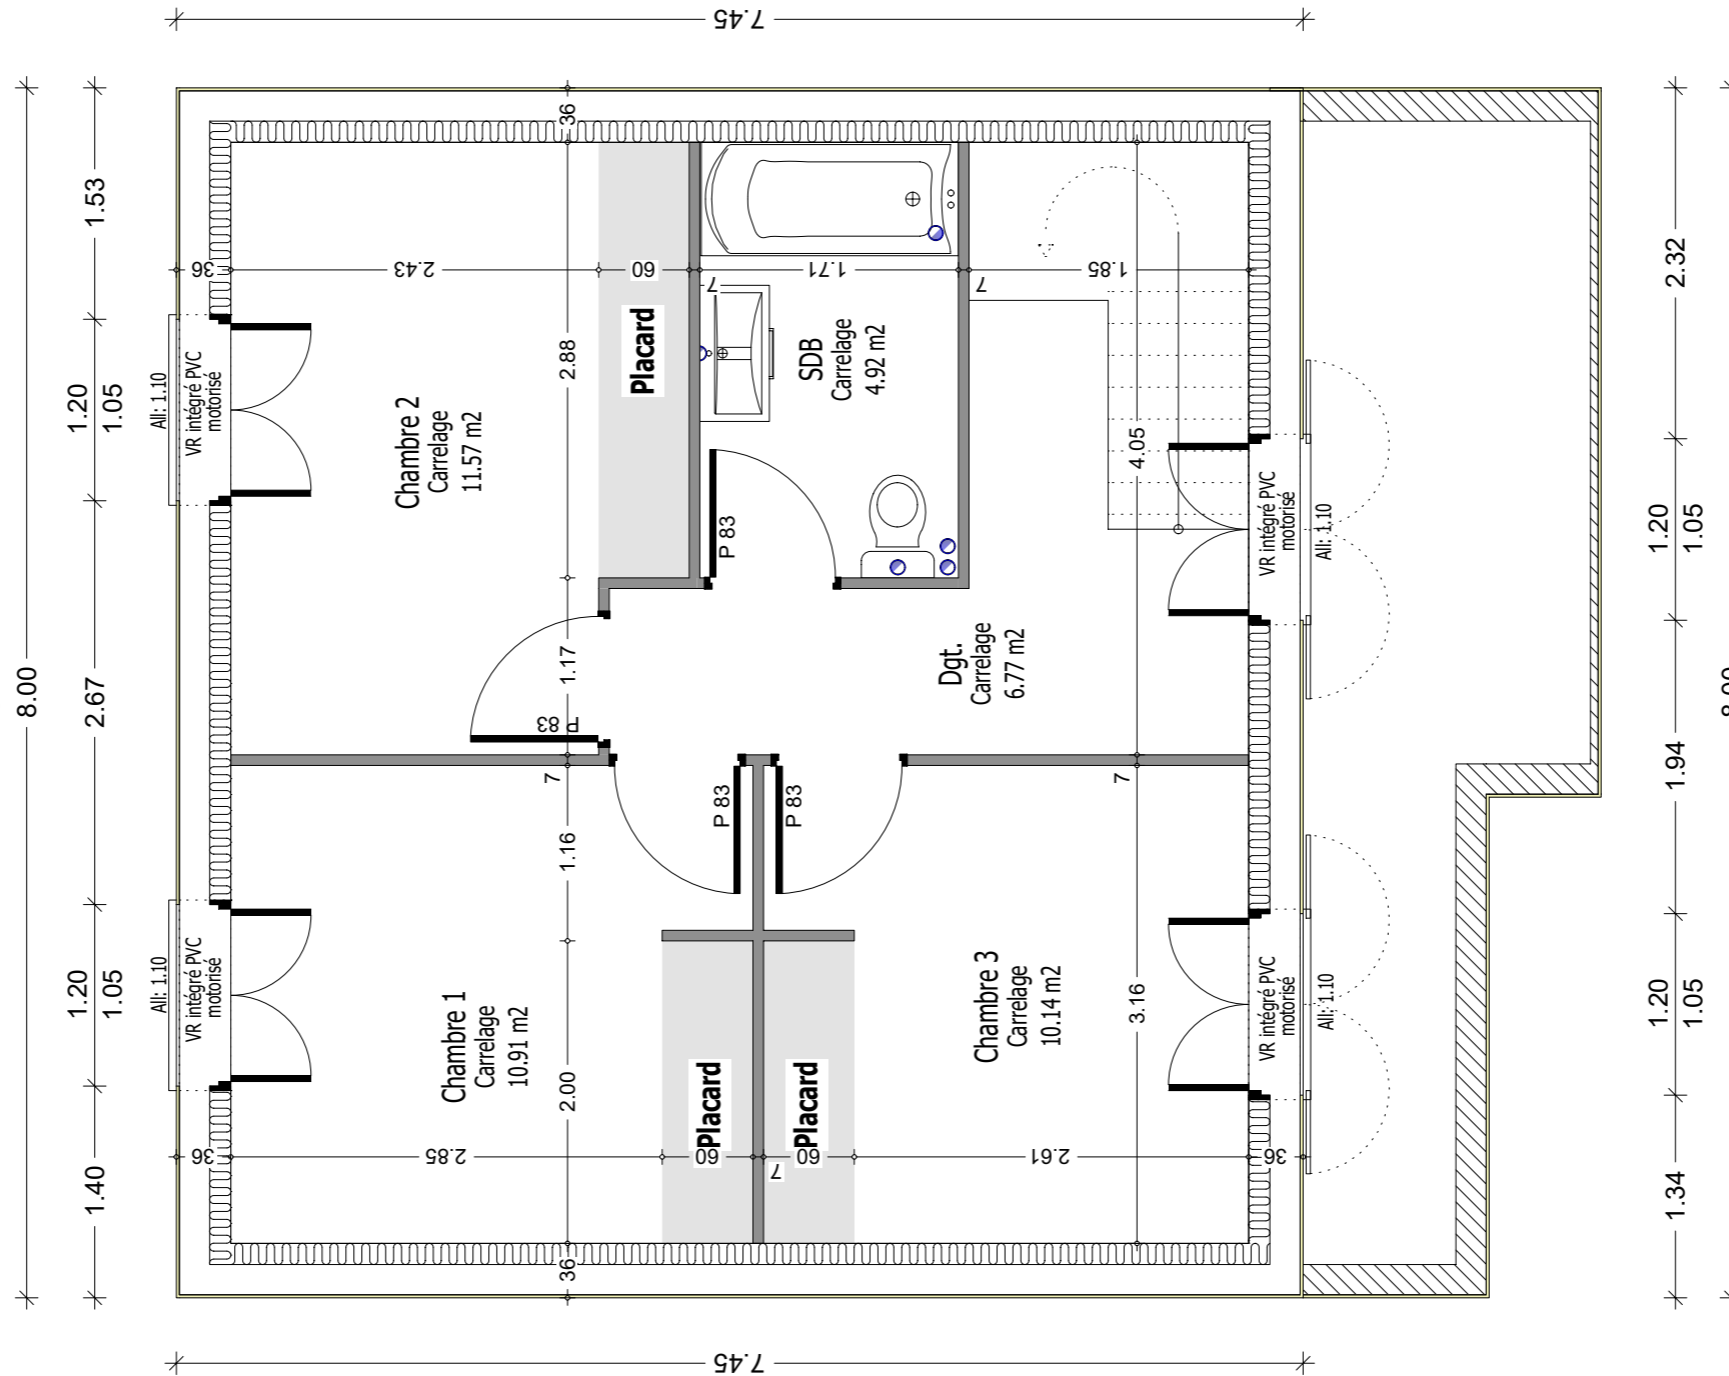 7.45
8.00
1.53
1.20
1.05
2.67
1.20
1.05
1.40
36
36
2.43
60
7
1.71
7
1.85
2.88
Placard
SDB
Carrelage
4.92 m2
Chambre 2
Carrelage
11.57 m2
All: 1.10
VR intégré PVC
motorisé
4.05
P 83
1.17
P 83
Dgt.
Carrelage
6.77 m2
VR intégré PVC
motorisé
All: 1.10
2.32
1.20
1.05
1.94
1.20
1.05
1.34
8.00
7
7
1.16
P 83
P 83
All: 1.10
VR intégré PVC
motorisé
Chambre 1
Carrelage
10.91 m2
2.00
Placard
Placard
Chambre 3
Carrelage
10.14 m2
3.16
VR intégré PVC
motorisé
All: 1.10
36
2.85
60
7
60
2.61
36
36
7.45